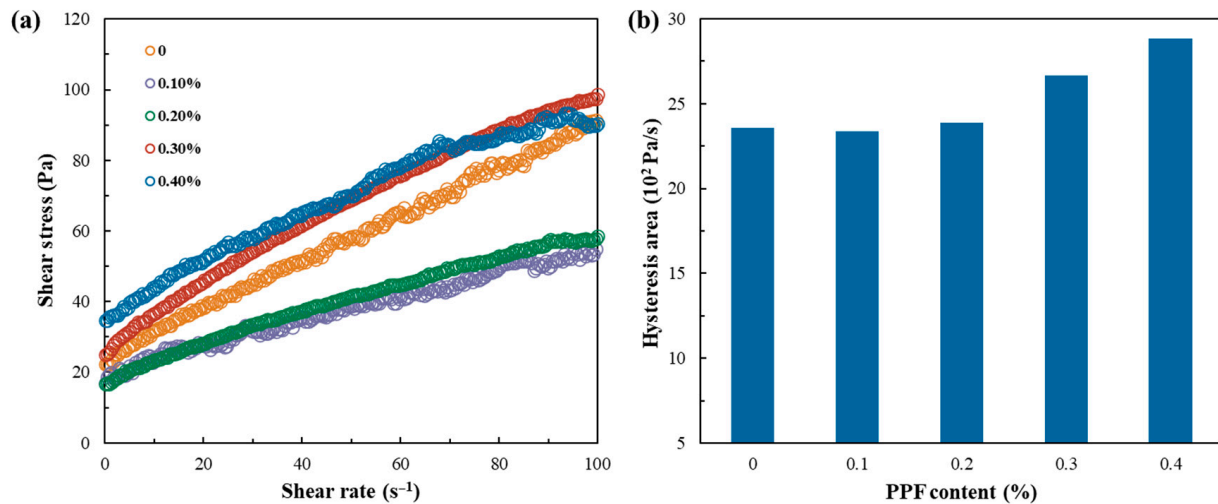 (a)
120
100
80
60
40
20
0
Shear stress (Pa)
0
0.10%
0.20%
0.30%
0.40%
0 20 40 60 80 100
Shear rate (s⁻¹)
(b)
30
25
20
15
10
5
Hysteresis area (10² Pa/s)
0 0.1 0.2 0.3 0.4
PPF content (%)